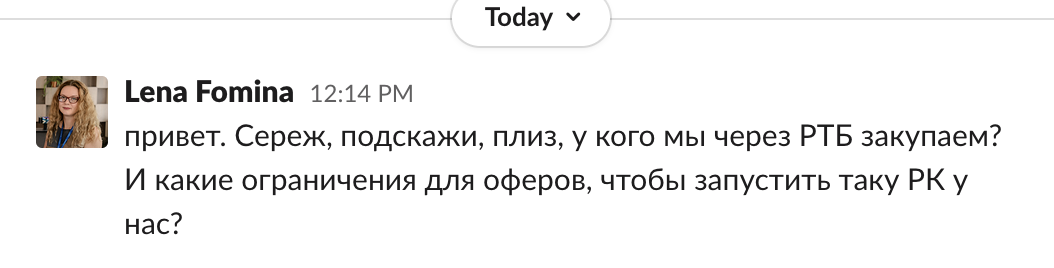 Today
Lena Fomina 12:14 PM
привет. Сереж, подскажи, плиз, у кого мы через РТБ закупаем?
И какие ограничения для оферов, чтобы запустить таку РК у
нас?